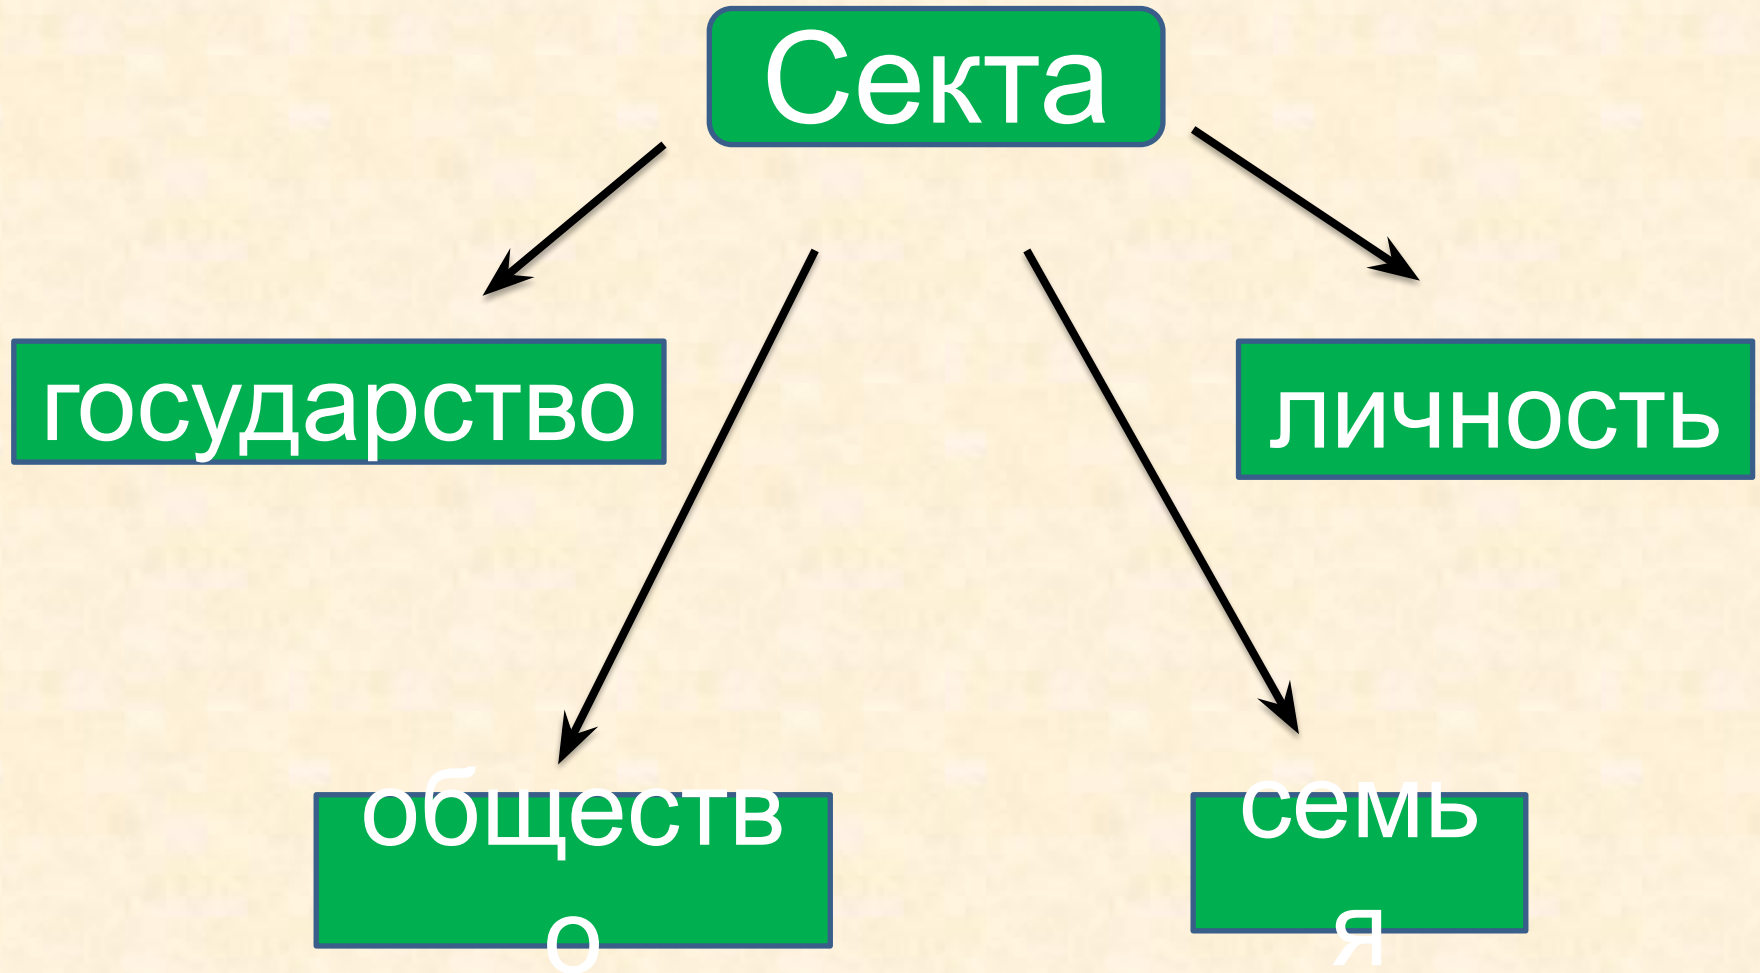 Секта
государство
личность
обществ
о
семь
я